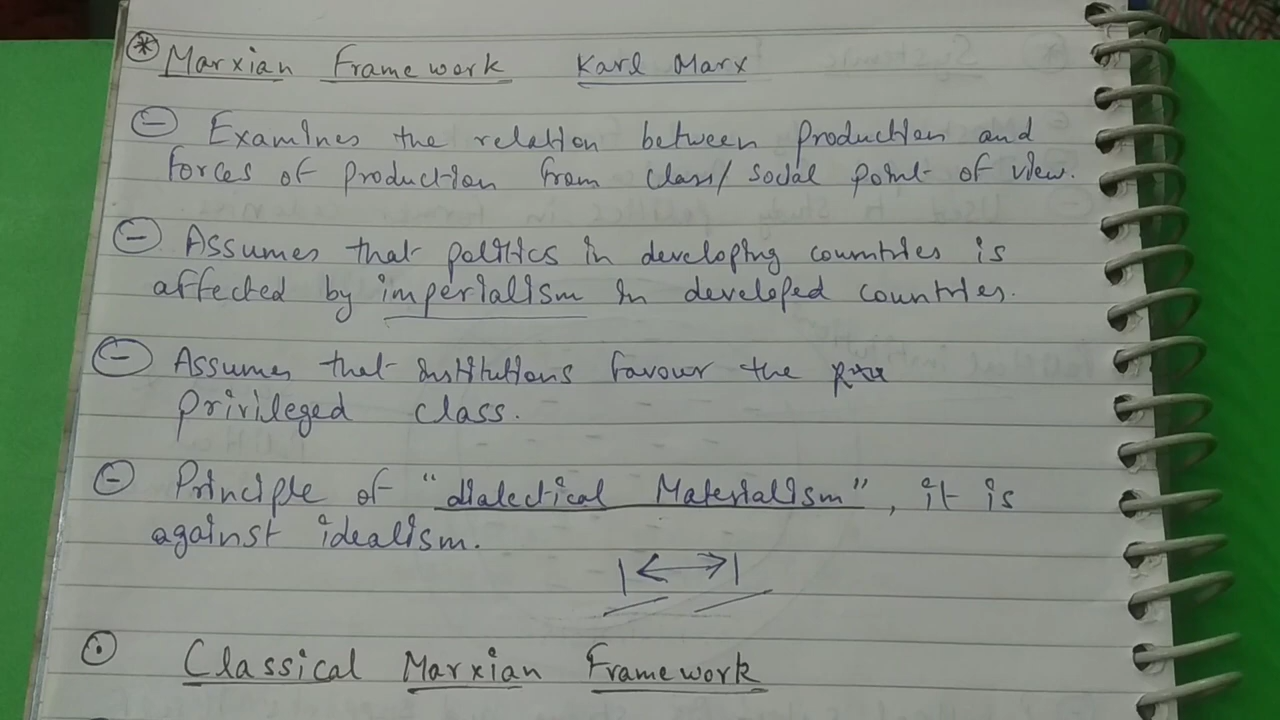 * Marxian Framework Karl Marx
- Examines the relation between production and
forces of production from class/social point of view.
- Assumes that politics in developing countries is
affected by imperialism in developed countries.
- Assumes that institutions favour the
privileged class.
- Principle of "dialectical Materialism", it is
against idealism.
Classical Marxian Framework